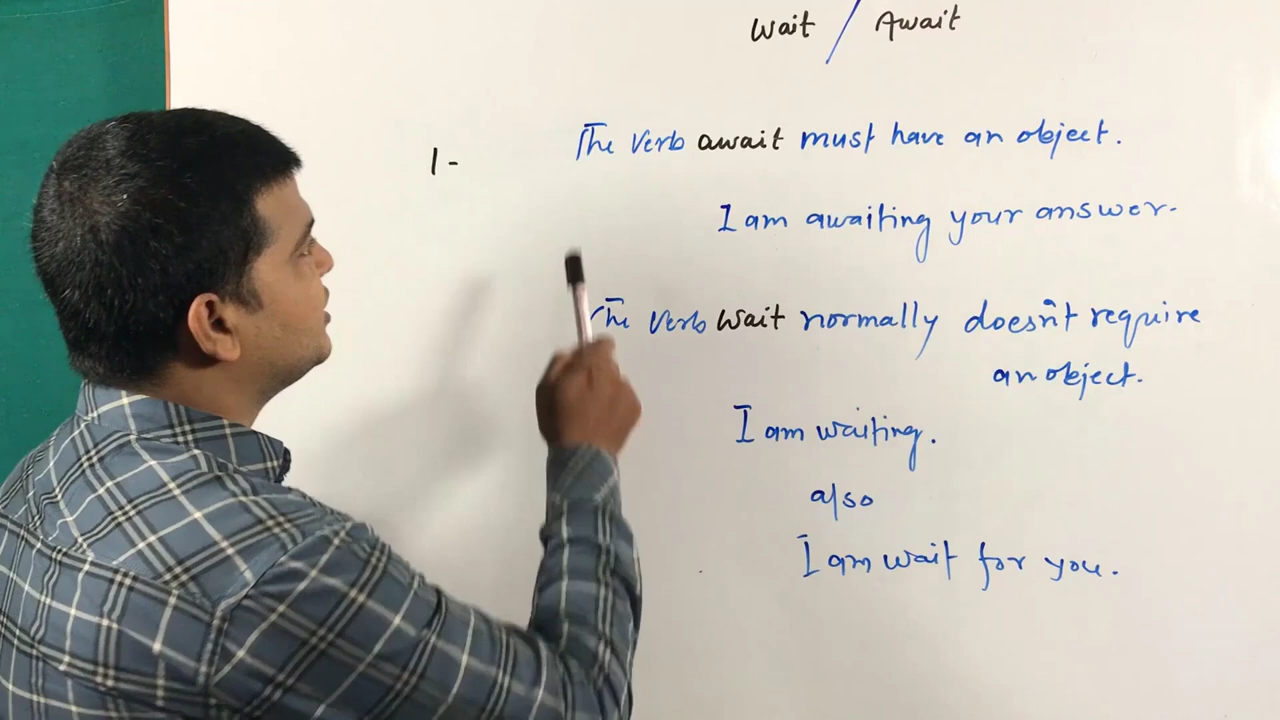 Wait / Await
1- The Verb await must have an object.
I am awaiting your answer.
The Verb Wait normally doesn't require
an object.
I am waiting.
also
I am wait for you.